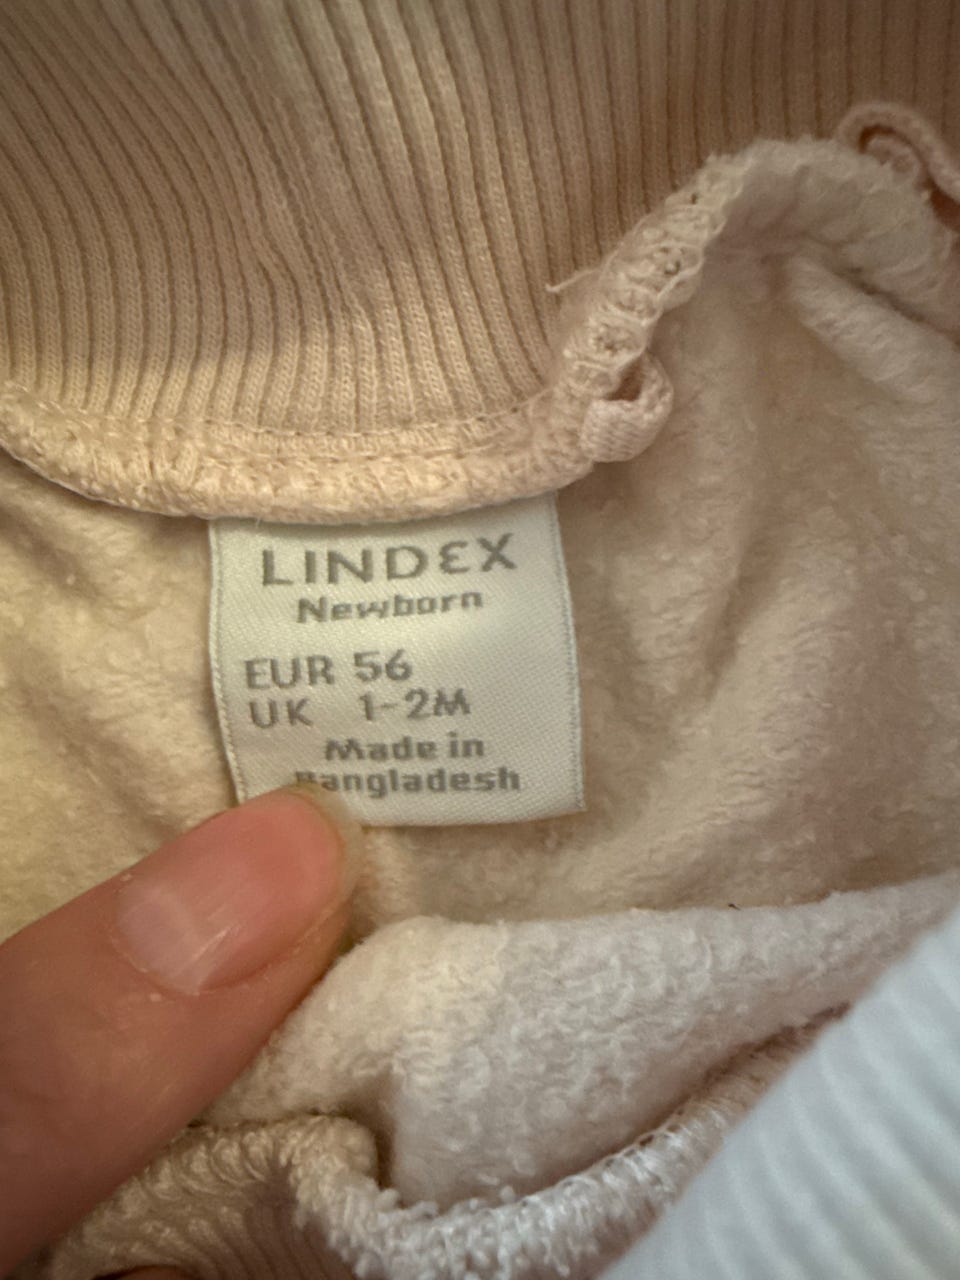 LINDEX
Newborn
EUR 56
UK 1-2M
Made in
Bangladesh